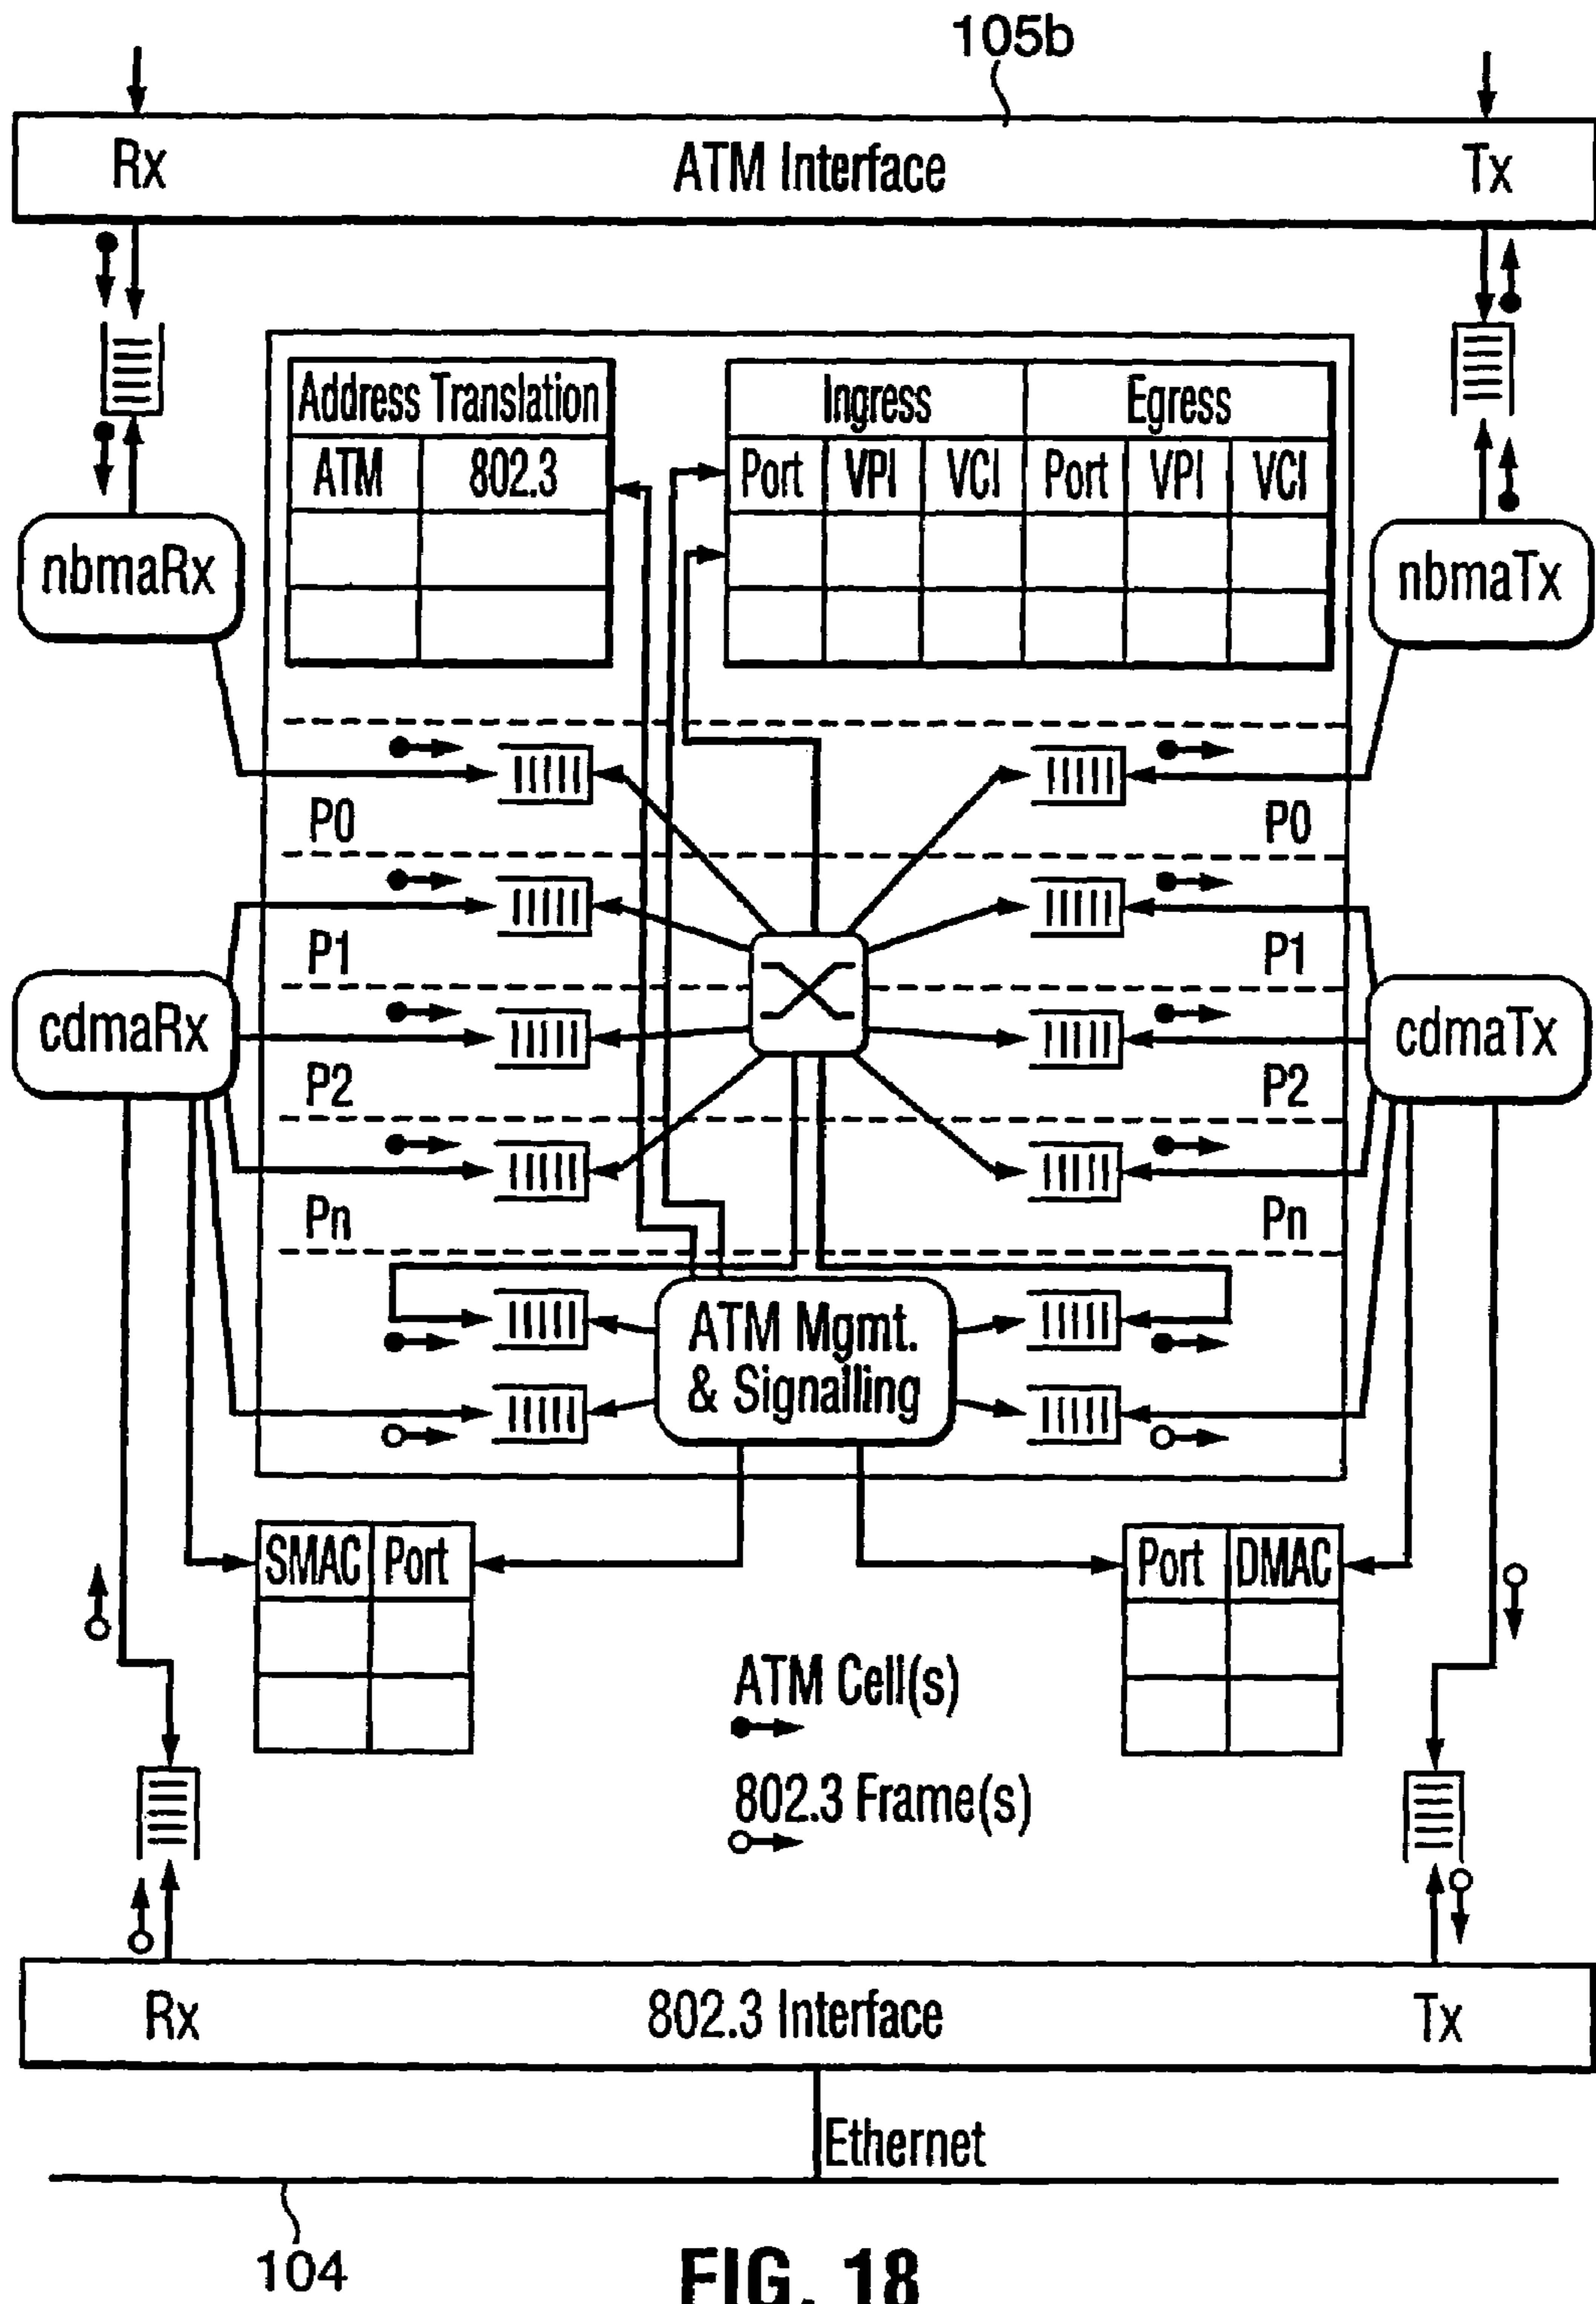 105b
Rx ATM Interface Tx
Address Translation
ATM 802.3
Ingress Egress
Port VPI VCI Port VPI VCI
nbmaRx
nbmaTx
P0 P0
P1 P1
cdmaRx
cdmaTx
P2 P2
Pn Pn
ATM Mgmt.
& Signalling
SMAC Port
Port DMAC
ATM Cell(s)
802.3 Frame(s)
Rx 802.3 Interface Tx
Ethernet
104
FIG. 18